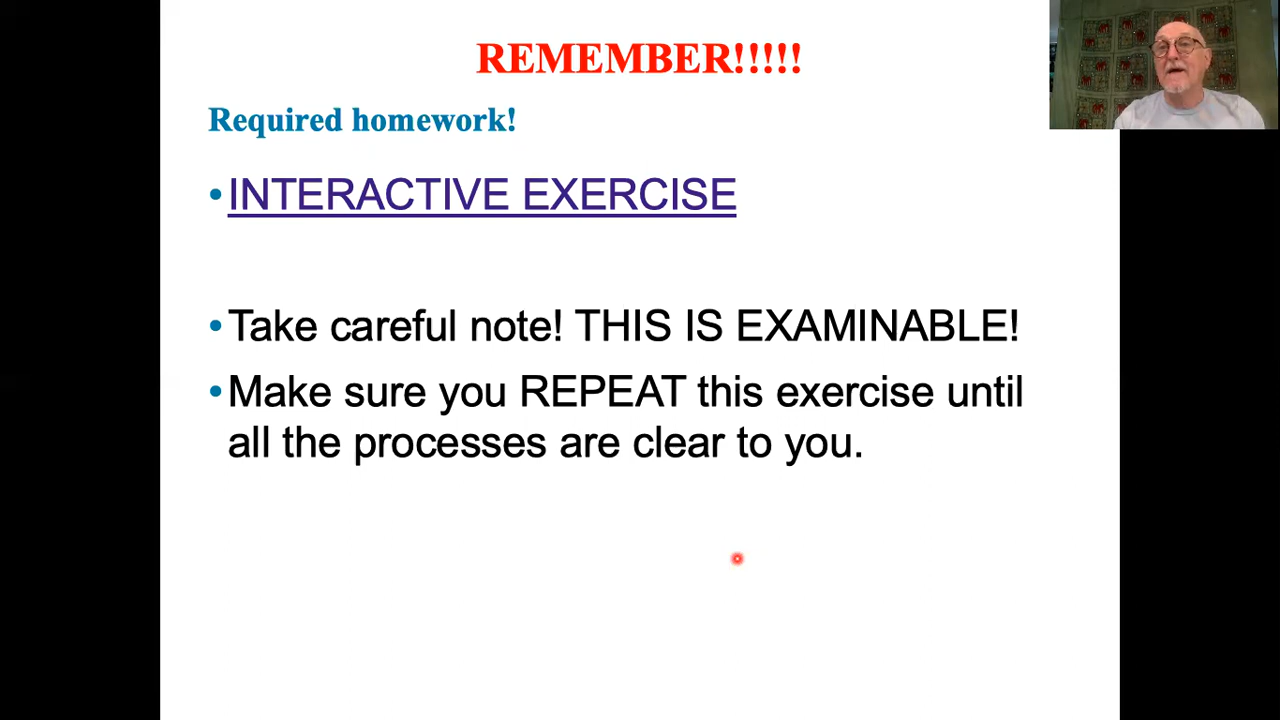 REMEMBER!!!!!
Required homework!
•INTERACTIVE EXERCISE
•Take careful note! THIS IS EXAMINABLE!
•Make sure you REPEAT this exercise until
all the processes are clear to you.